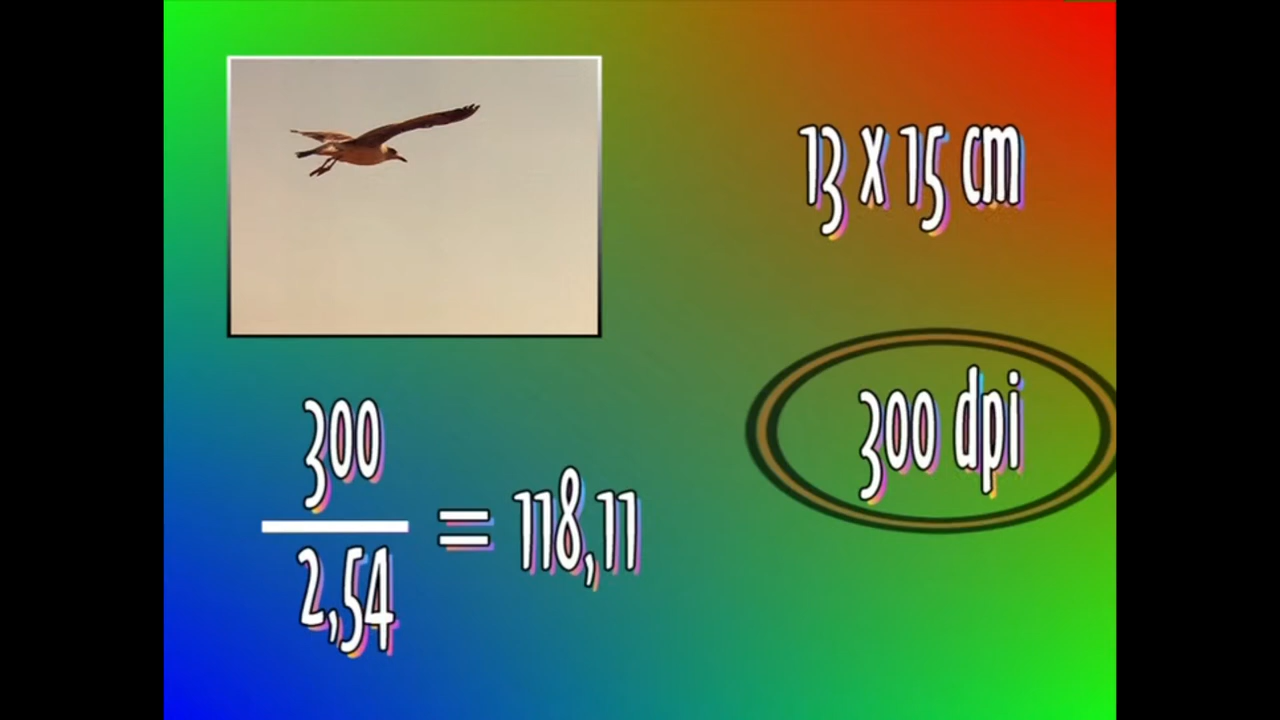 13 x 15 cm
300 dpi
300
2,54
= 118,11